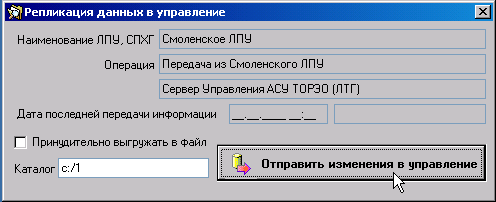 Репликация данных в управление
Наименование ЛПУ, СПХГ Смоленское ЛПУ
Операция Передача из Смоленского ЛПУ
Сервер Управления АСУ ТОРЭО (ЛТГ)
Дата последней передачи информации __.__.____ __:__
Принудительно выгружать в файл
Каталог c:/1
Отправить изменения в управление